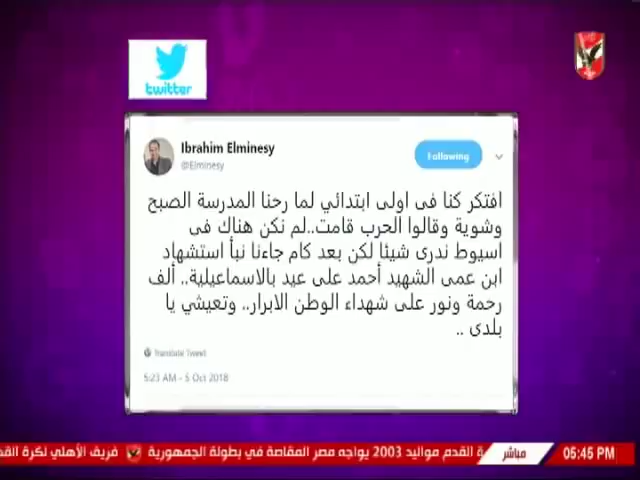 twitter
Ibrahim Elminesy
@Elminesy
Following
افتكر كنا فى اولى ابتدائي لما رحنا المدرسة الصبح
وشوية وقالوا الحرب قامت..لم نكن هناك فى
اسيوط ندرى شيئا لكن بعد كام جاءنا نبأ استشهاد
ابن عمى الشهيد أحمد على عيد بالاسماعيلية.. ألف
رحمة ونور على شهداء الوطن الابرار.. وتعيشي يا
بلدى ..
Translate Tweet
5:23 AM - 5 Oct 2018
ة القدم مواليد 2003 يواجه مصر المقاصة في بطولة الجمهورية
فريق الأهلي لكرة القد
مباشر
05:45 PM